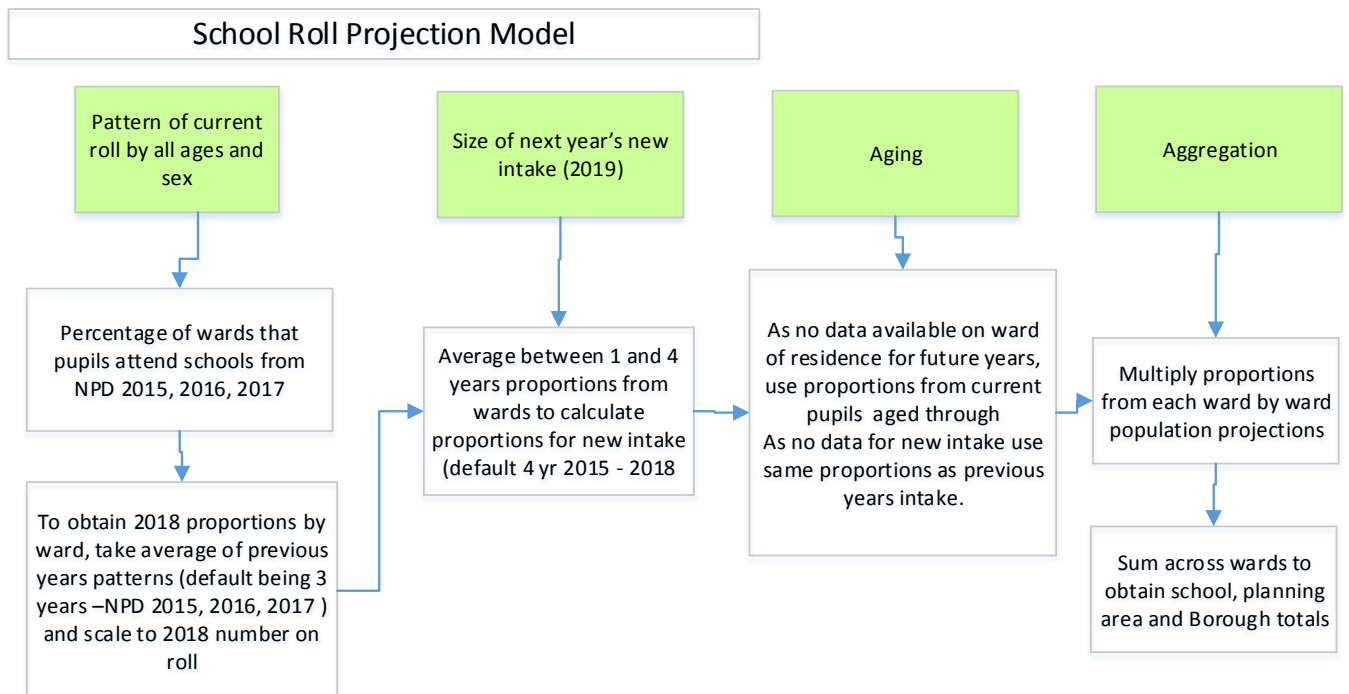 School Roll Projection Model
Pattern of current
roll by all ages and
sex
Percentage of wards that
pupils attend schools from
NPD 2015, 2016, 2017
To obtain 2018 proportions by
ward, take average of previous
years patterns (default being 3
years –NPD 2015, 2016, 2017 )
and scale to 2018 number on
roll
Size of next year’s new
intake (2019)
Average between 1 and 4
years proportions from
wards to calculate
proportions for new intake
(default 4 yr 2015 - 2018
Aging
As no data available on ward
of residence for future years,
use proportions from current
pupils aged through
As no data for new intake use
same proportions as previous
years intake.
Aggregation
Multiply proportions
from each ward by ward
population projections
Sum across wards to
obtain school, planning
area and Borough totals